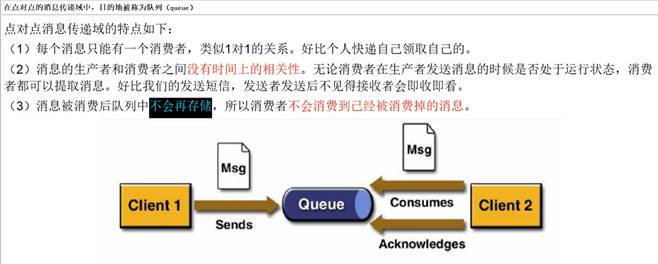 在点对点的消息传递域中，目的地被称为队列（queue）
点对点消息传递域的特点如下：
（1）每个消息只能有一个消费者，类似1对1的关系。好比个人快递自己领取自己的。
（2）消息的生产者和消费者之间没有时间上的相关性。无论消费者在生产者发送消息的时候是否处于运行状态，消费
者都可以提取消息。好比我们的发送短信，发送者发送后不见得接收者会即收即看。
（3）消息被消费后队列中不会再存储，所以消费者不会消费到已经被消费掉的消息。
Msg
Msg
Client 1
Sends
Queue
Consumes
Client 2
Acknowledges